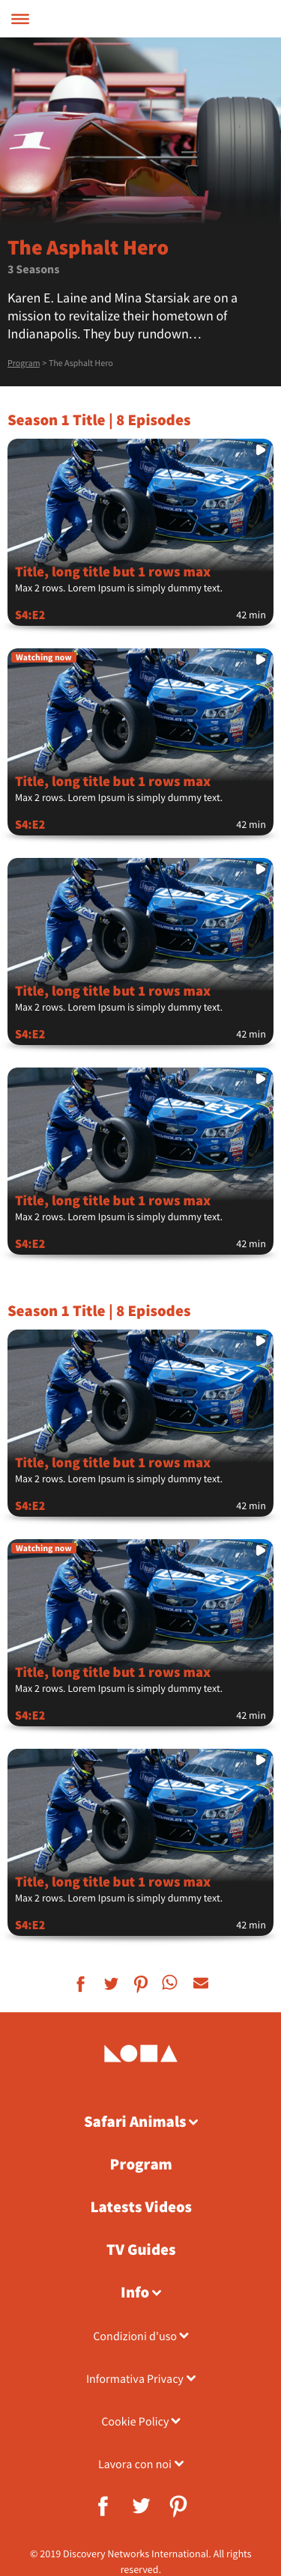 The Asphalt Hero
3 Seasons
Karen E. Laine and Mina Starsiak are on a
mission to revitalize their hometown of
Indianapolis. They buy rundown…
Program > The Asphalt Hero
Season 1 Title | 8 Episodes
Title, long title but 1 rows max
Max 2 rows. Lorem Ipsum is simply dummy text.
S4:E2 42 min
Watching now
Title, long title but 1 rows max
Max 2 rows. Lorem Ipsum is simply dummy text.
S4:E2 42 min
Title, long title but 1 rows max
Max 2 rows. Lorem Ipsum is simply dummy text.
S4:E2 42 min
Title, long title but 1 rows max
Max 2 rows. Lorem Ipsum is simply dummy text.
S4:E2 42 min
Season 1 Title | 8 Episodes
Title, long title but 1 rows max
Max 2 rows. Lorem Ipsum is simply dummy text.
S4:E2 42 min
Watching now
Title, long title but 1 rows max
Max 2 rows. Lorem Ipsum is simply dummy text.
S4:E2 42 min
Title, long title but 1 rows max
Max 2 rows. Lorem Ipsum is simply dummy text.
S4:E2 42 min
Safari Animals
Program
Latests Videos
TV Guides
Info
Condizioni d'uso
Informativa Privacy
Cookie Policy
Lavora con noi
© 2019 Discovery Networks International. All rights
reserved.